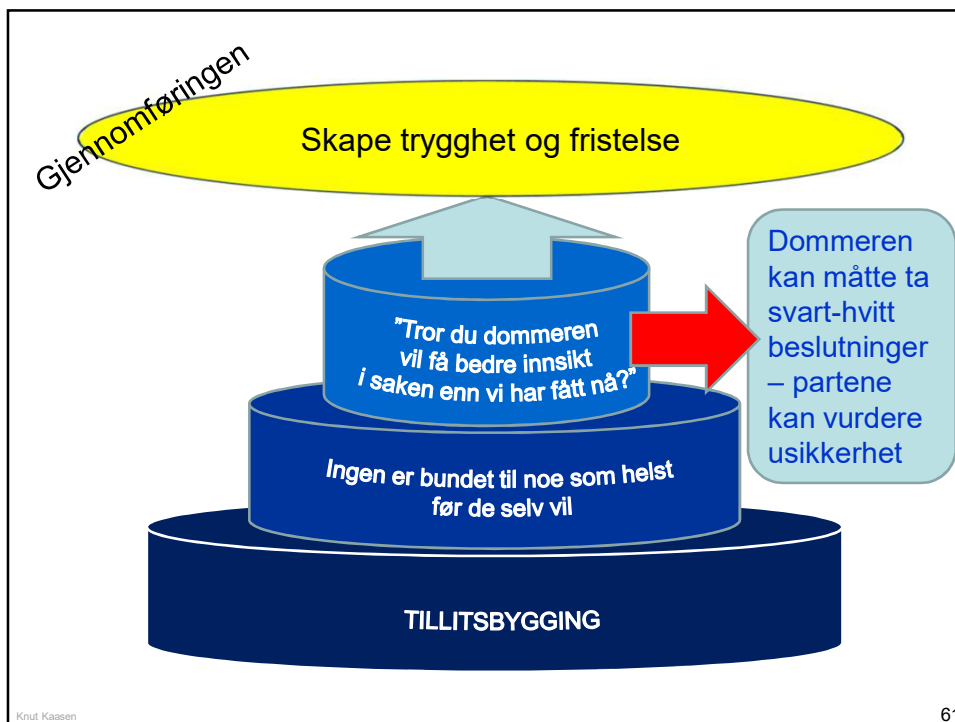 Gjennomføringen
Skape trygghet og fristelse
”Tror du dommeren
vil få bedre innsikt
i saken enn vi har fått nå?”
Dommeren
kan måtte ta
svart-hvitt
beslutninger
– partene
kan vurdere
usikkerhet
Ingen er bundet til noe som helst
før de selv vil
TILLITSBYGGING
Knut Kaasen
61